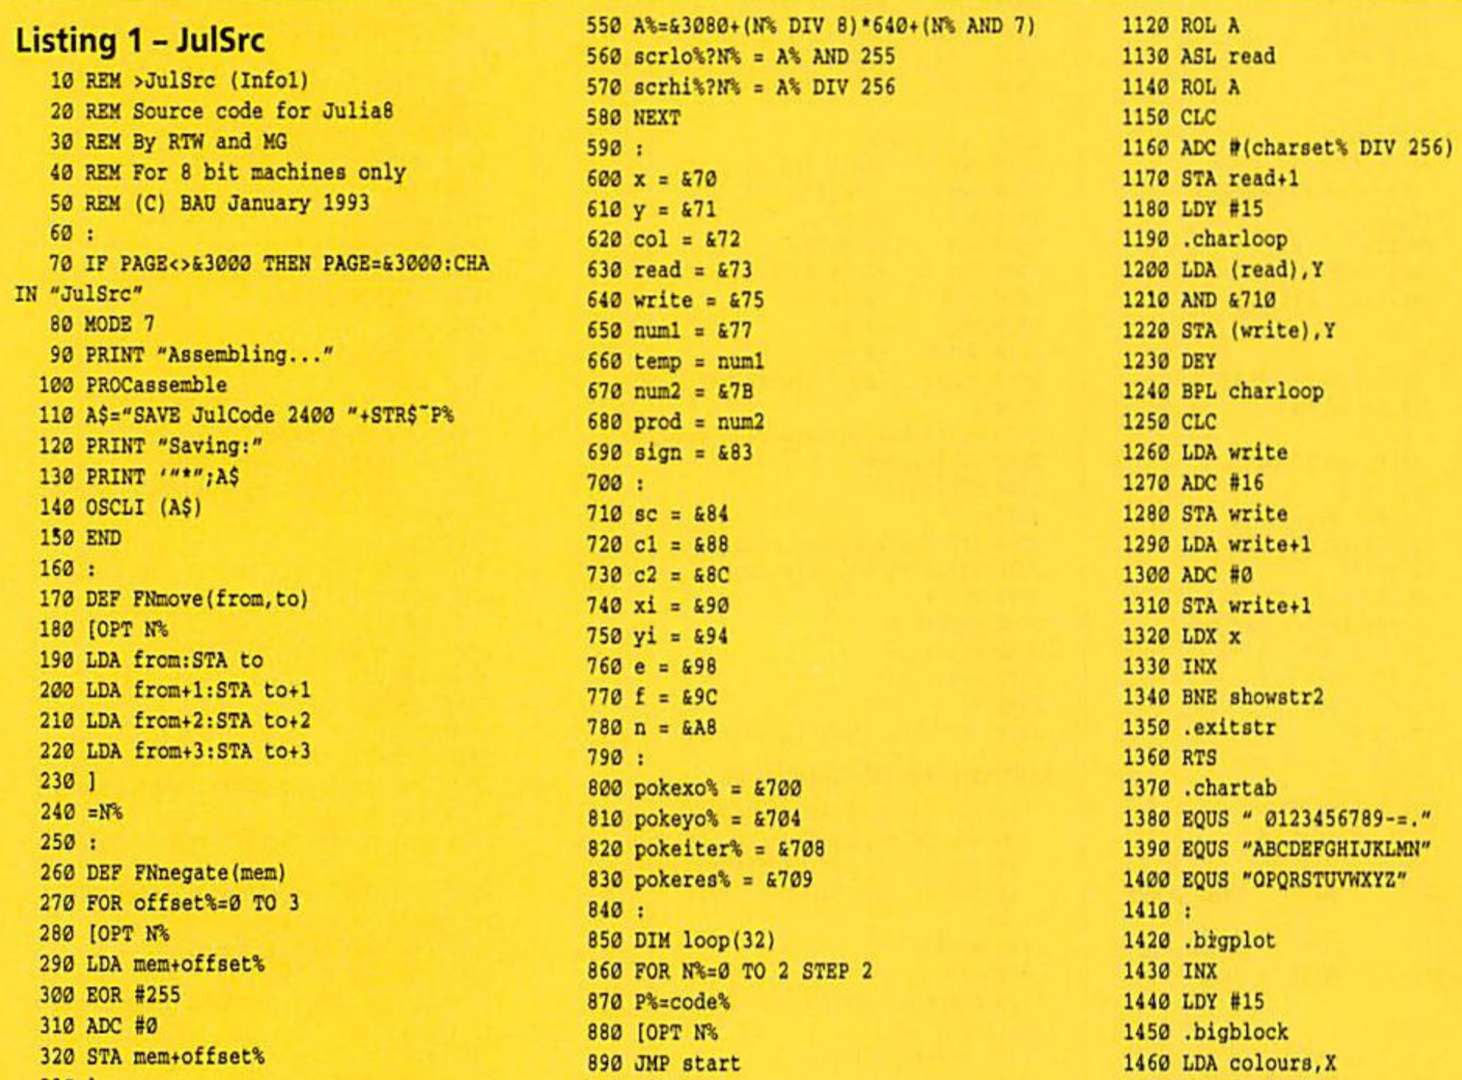 Listing 1 – JulSrc
10 REM >JulSrc (Info1)
20 REM Source code for Julia8
30 REM By RTW and MG
40 REM For 8 bit machines only
50 REM (C) BAU January 1993
60 :
70 IF PAGE<>&3000 THEN PAGE=&3000:CHA
IN "JulSrc"
80 MODE 7
90 PRINT "Assembling..."
100 PROCassemble
110 A$="SAVE JulCode 2400 "+STR$~P%
120 PRINT "Saving:"
130 PRINT '"*";A$
140 OSCLI (A$)
150 END
160 :
170 DEF FNmove(from,to)
180 [OPT N%
190 LDA from:STA to
200 LDA from+1:STA to+1
210 LDA from+2:STA to+2
220 LDA from+3:STA to+3
230 ]
240 =N%
250 :
260 DEF FNnegate(mem)
270 FOR offset%=0 TO 3
280 [OPT N%
290 LDA mem+offset%
300 EOR #255
310 ADC #0
320 STA mem+offset%
550 A%=&3080+(N% DIV 8)*640+(N% AND 7)
560 scrlo%?N% = A% AND 255
570 scrhi%?N% = A% DIV 256
580 NEXT
590 :
600 x = &70
610 y = &71
620 col = &72
630 read = &73
640 write = &75
650 num1 = &77
660 temp = num1
670 num2 = &7B
680 prod = num2
690 sign = &83
700 :
710 sc = &84
720 c1 = &88
730 c2 = &8C
740 xi = &90
750 yi = &94
760 e = &98
770 f = &9C
780 n = &A8
790 :
800 pokexo% = &700
810 pokeyo% = &704
820 pokeiter% = &708
830 pokeres% = &709
840 :
850 DIM loop(32)
860 FOR N%=0 TO 2 STEP 2
870 P%=code%
880 [OPT N%
890 JMP start
1120 ROL A
1130 ASL read
1140 ROL A
1150 CLC
1160 ADC #(charset% DIV 256)
1170 STA read+1
1180 LDY #15
1190 .charloop
1200 LDA (read),Y
1210 AND &710
1220 STA (write),Y
1230 DEY
1240 BPL charloop
1250 CLC
1260 LDA write
1270 ADC #16
1280 STA write
1290 LDA write+1
1300 ADC #0
1310 STA write+1
1320 LDX x
1330 INX
1340 BNE showstr2
1350 .exitstr
1360 RTS
1370 .chartab
1380 EQUS " 0123456789-=."
1390 EQUS "ABCDEFGHIJKLMN"
1400 EQUS "OPQRSTUVWXYZ"
1410 :
1420 .bigplot
1430 INX
1440 LDY #15
1450 .bigblock
1460 LDA colours,X